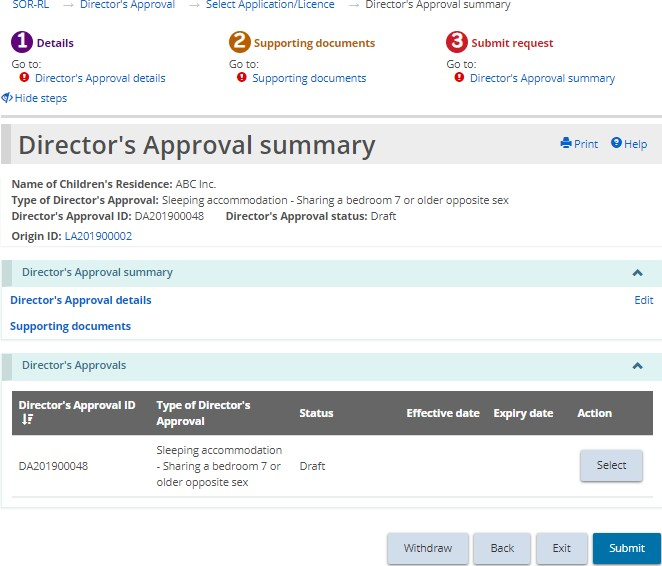 SOR-RL → Director's Approval → Select Application/Licence → Director's Approval summary
1 Details 2 Supporting documents 3 Submit request
Go to: Go to: Go to:
Director's Approval details Supporting documents Director's Approval summary
Hide steps
Director's Approval summary Print Help
Name of Children's Residence: ABC Inc.
Type of Director's Approval: Sleeping accommodation - Sharing a bedroom 7 or older opposite sex
Director's Approval ID: DA201900048 Director's Approval status: Draft
Origin ID: LA201900002
Director's Approval summary
Director's Approval details Edit
Supporting documents
Director's Approvals
Director's Approval ID Type of Director's Approval Status Effective date Expiry date Action
DA201900048 Sleeping accommodation - Sharing a bedroom 7 or older opposite sex Draft Select
Withdraw Back Exit Submit